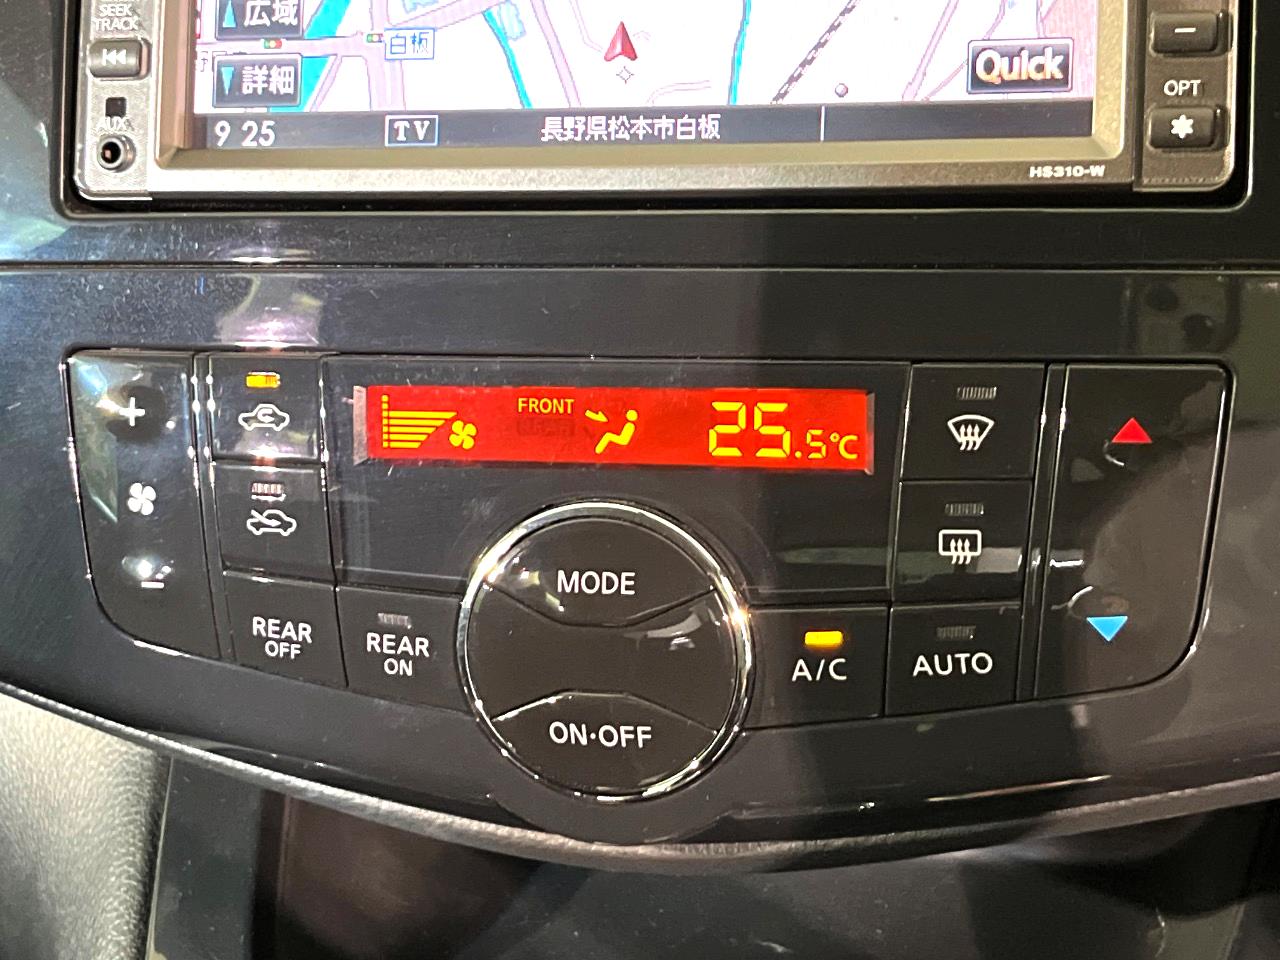 SEEK
TRACK
広域
白板
詳細
Quick
OPT
AUX
9 25
TV
長野県松本市白板
HS310-W
FRONT
25.5℃
MODE
REAR
OFF
REAR
ON
A/C
AUTO
ON·OFF